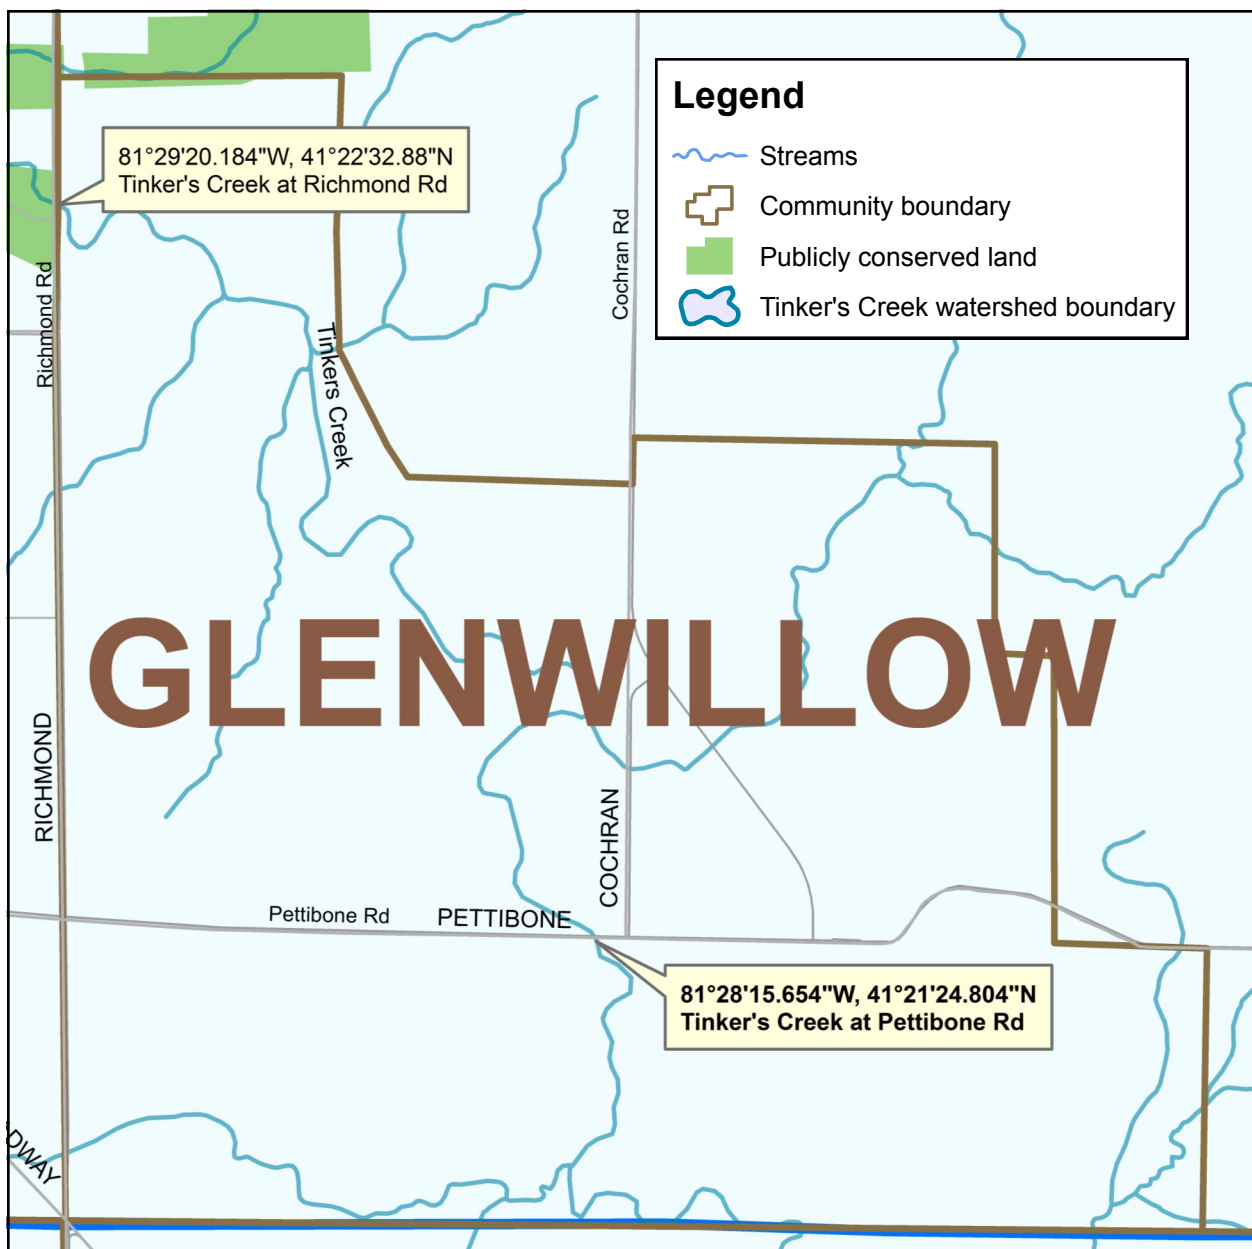 Legend
Streams
Community boundary
Publicly conserved land
Tinker's Creek watershed boundary
81°29'20.184"W, 41°22'32.88"N
Tinker's Creek at Richmond Rd
Cochran Rd
Richmond Rd
Tinkers Creek
GLENWILLOW
RICHMOND
COCHRAN
Pettibone Rd
PETTIBONE
81°28'15.654"W, 41°21'24.804"N
Tinker's Creek at Pettibone Rd
DWAY